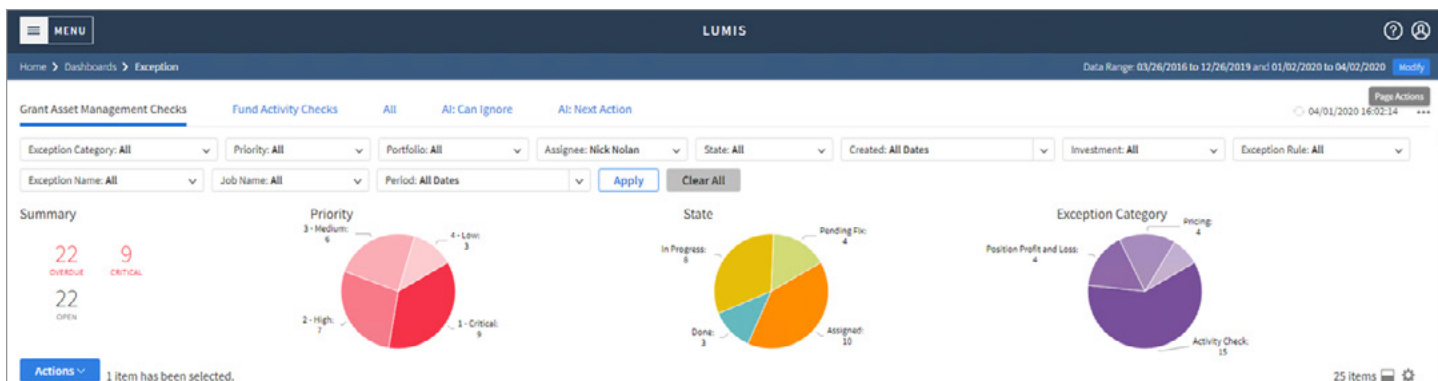 MENU
LUMIS
Home > Dashboards > Exception
Data Range: 03/26/2016 to 12/26/2019 and 01/02/2020 to 04/02/2020 Modify
Page Actions
Grant Asset Management Checks Fund Activity Checks All AI: Can Ignore AI: Next Action
04/01/2020 16:02:14
Exception Category: All Priority: All Portfolio: All Assignee: Nick Nolan State: All Created: All Dates Investment: All Exception Rule: All
Exception Name: All Job Name: All Period: All Dates Apply Clear All
Summary
22
OVERDUE
9
CRITICAL
22
OPEN
Priority
3 - Medium:
6
4 - Low:
3
2 - High:
7
1 - Critical:
9
State
Pending Fix:
4
In Progress:
8
Done:
3
Assigned:
10
Exception Category
Pricing:
4
Position Profit and Loss:
4
Activity Check:
15
Actions
1 item has been selected.
25 items